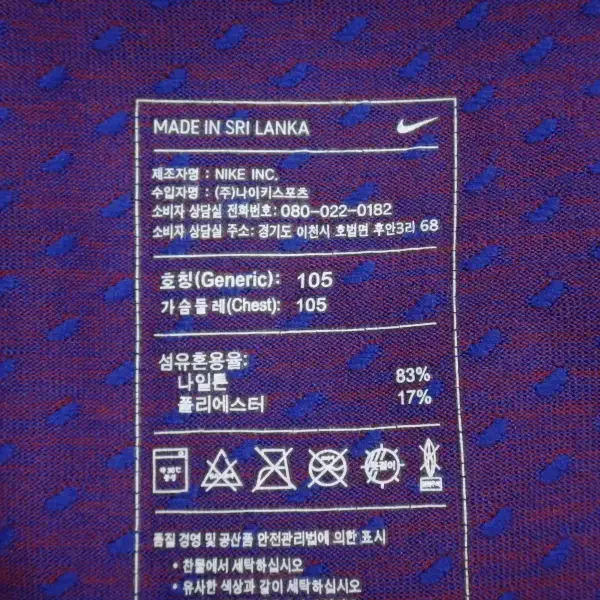 MADE IN SRI LANKA
제조자명 : NIKE INC.
수입자명 : (주)나이키스포츠
소비자 상담실 전화번호: 080-022-0182
소비자 상담실 주소: 경기도 이천시 호법면 후안3리 68
호칭(Generic): 105
가슴둘레(Chest): 105
섬유혼용율:
나일론 83%
폴리에스터 17%
품질 경영 및 공산품 안전관리법에 의한 표시
• 찬물에서 세탁하십시오
• 유사한 색상과 같이 세탁하십시오